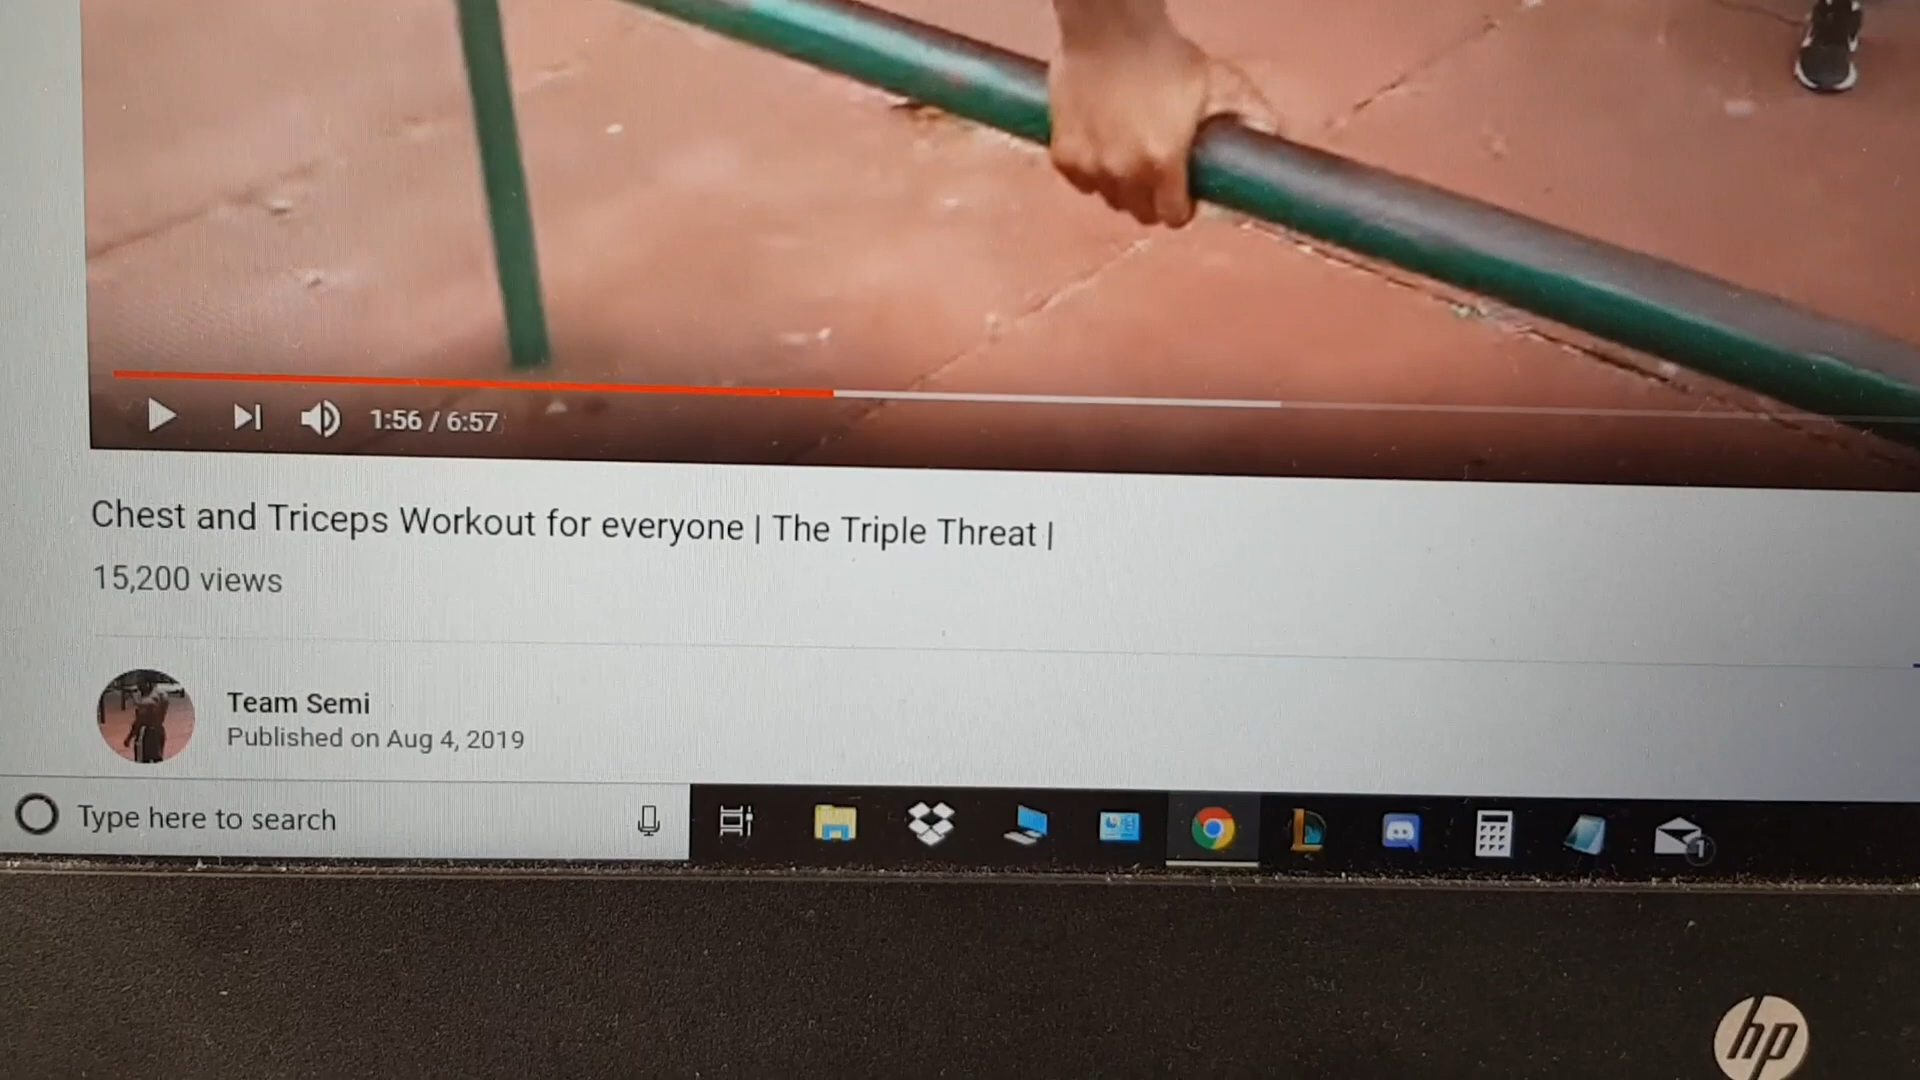 1:56 / 6:57
Chest and Triceps Workout for everyone | The Triple Threat |
15,200 views
Team Semi
Published on Aug 4, 2019
Type here to search
1
hp